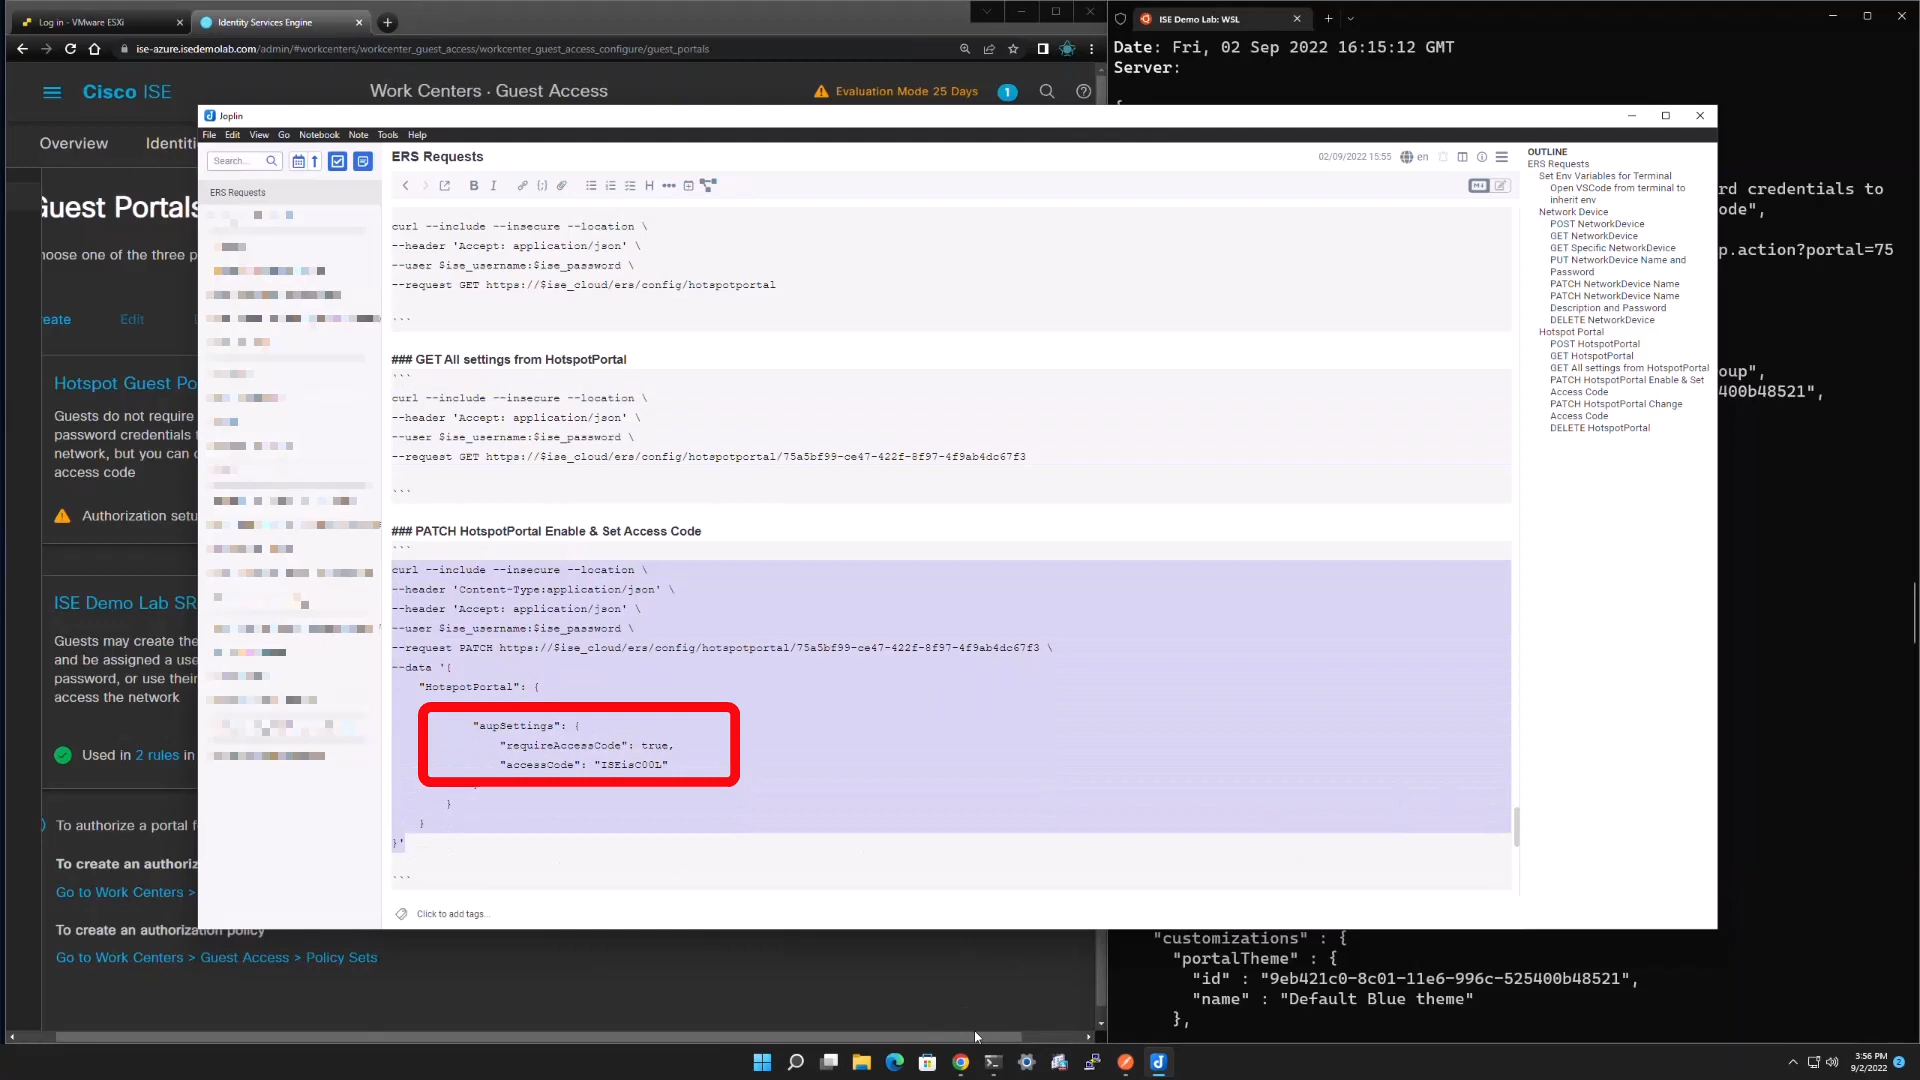 Log in - VMware ESXi
Identity Services Engine
ise-azure.isedemolab.com/admin/#workcenters/workcenter_guest_access/workcenter_guest_access_configure/guest_portals
Cisco ISE
Work Centers · Guest Access
Evaluation Mode 25 Days
1
Overview
Identiti
Guest Portals
hoose one of the three p
eate
Edit
Hotspot Guest Po
Guests do not require
password credentials t
network, but you can o
access code
Authorization setu
ISE Demo Lab SR
Guests may create the
and be assigned a use
password, or use their
access the network
Used in 2 rules in
To authorize a portal f
To create an authoriz
Go to Work Centers >
To create an authorization policy
Go to Work Centers > Guest Access > Policy Sets
Joplin
File Edit View Go Notebook Note Tools Help
Search...
ERS Requests
ERS Requests
02/09/2022 15:55
en
curl --include --insecure --location \
--header 'Accept: application/json' \
--user $ise_username:$ise_password \
--request GET https://$ise_cloud/ers/config/hotspotportal
```
### GET All settings from HotspotPortal
```
curl --include --insecure --location \
--header 'Accept: application/json' \
--user $ise_username:$ise_password \
--request GET https://$ise_cloud/ers/config/hotspotportal/75a5bf99-ce47-422f-8f97-4f9ab4dc67f3
```
### PATCH HotspotPortal Enable & Set Access Code
```
curl --include --insecure --location \
--header 'Content-Type:application/json' \
--header 'Accept: application/json' \
--user $ise_username:$ise_password \
--request PATCH https://$ise_cloud/ers/config/hotspotportal/75a5bf99-ce47-422f-8f97-4f9ab4dc67f3 \
--data '{
"HotspotPortal": {
"aupSettings": {
"requireAccessCode": true,
"accessCode": "ISEisC00L"
}
}
}'
```
Click to add tags...
OUTLINE
ERS Requests
Set Env Variables for Terminal
Open VSCode from terminal to
inherit env
Network Device
POST NetworkDevice
GET NetworkDevice
GET Specific NetworkDevice
PUT NetworkDevice Name and
Password
PATCH NetworkDevice Name
PATCH NetworkDevice Name
Description and Password
DELETE NetworkDevice
Hotspot Portal
POST HotspotPortal
GET HotspotPortal
GET All settings from HotspotPortal
PATCH HotspotPortal Enable & Set
Access Code
PATCH HotspotPortal Change
Access Code
DELETE HotspotPortal
ISE Demo Lab: WSL
Date: Fri, 02 Sep 2022 16:15:12 GMT
Server:
{
rd credentials to
ode",
p.action?portal=75
oup",
400b48521",
"customizations" : {
"portalTheme" : {
"id" : "9eb421c0-8c01-11e6-996c-525400b48521",
"name" : "Default Blue theme"
},
3:56 PM
9/2/2022
2